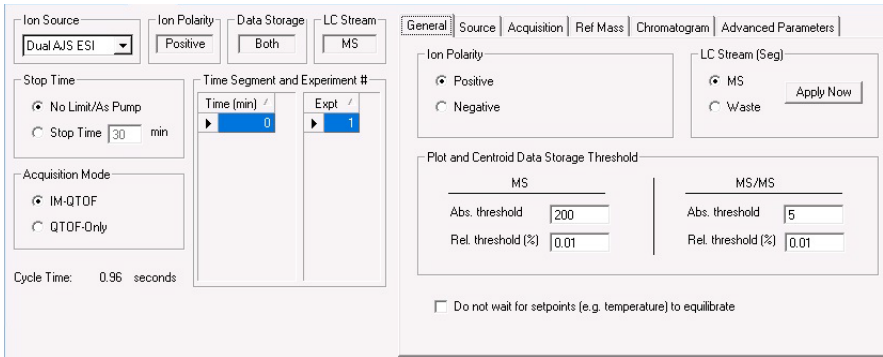 Ion Source
Dual AJS ESI
Ion Polarity
Positive
Data Storage
Both
LC Stream
MS
Stop Time
No Limit/As Pump
Stop Time 30 min
Time Segment and Experiment #
Time (min) /
0
Expt /
1
Acquisition Mode
IM-QTOF
QTOF-Only
Cycle Time: 0.96 seconds
General Source Acquisition Ref Mass Chromatogram Advanced Parameters
Ion Polarity
Positive
Negative
LC Stream (Seg)
MS
Waste
Apply Now
Plot and Centroid Data Storage Threshold
MS
Abs. threshold 200
Rel. threshold (%) 0.01
MS/MS
Abs. threshold 5
Rel. threshold (%) 0.01
Do not wait for setpoints (e.g. temperature) to equilibrate